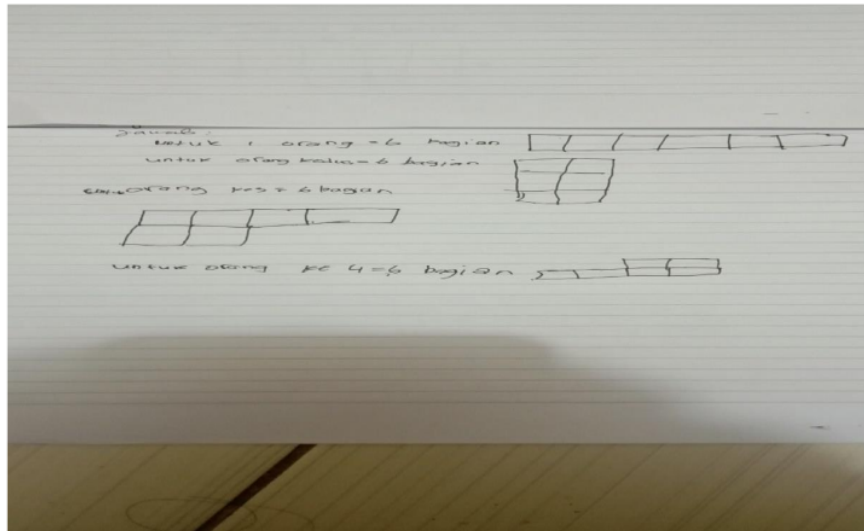 Jawab :
untuk 1 orang = 6 bagian
untuk orang kedua = 6 bagian
orang ke3 = 6 bagian
untuk orang ke 4 = 6 bagian